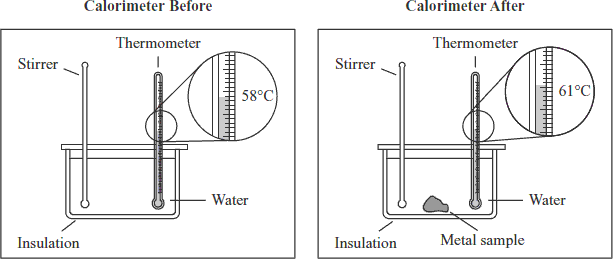 Calorimeter Before
Thermometer
Stirrer
58°C
Water
Insulation
Calorimeter After
Thermometer
Stirrer
61°C
Water
Insulation
Metal sample